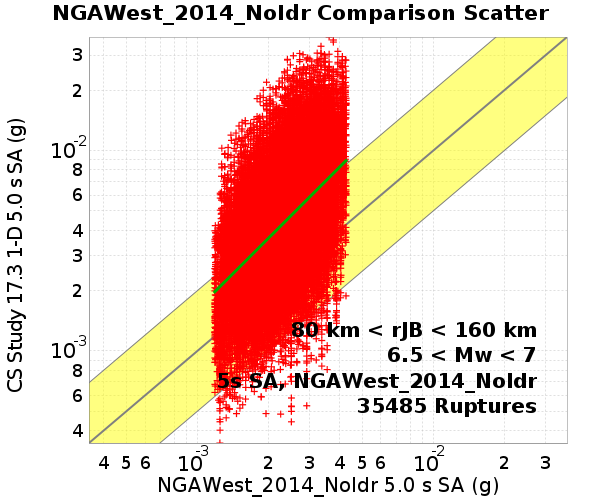 NGAWest_2014_NoIdr Comparison Scatter
CS Study 17.3 1-D 5.0 s SA (g)
3
2
10-2
8
6
4
3
2
10-3
8
6
4
80 km < rJB < 160 km
6.5 < Mw < 7
5s SA, NGAWest_2014_NoIdr
35485 Ruptures
4 5 6 10-3 2 3 4 5 6 10-2 2 3
NGAWest_2014_NoIdr 5.0 s SA (g)